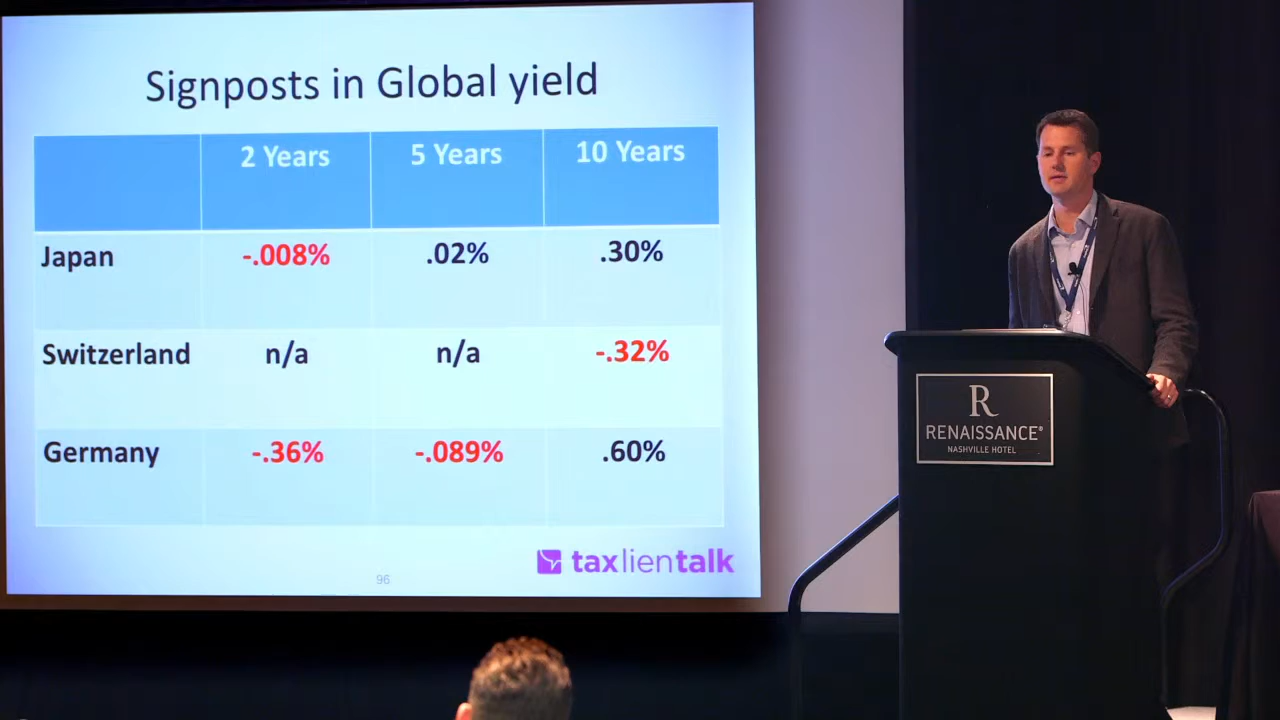 Signposts in Global yield
2 Years 5 Years 10 Years
Japan -.008% .02% .30%
Switzerland n/a n/a -.32%
Germany -.36% -.089% .60%
taxlientalk
96
R
RENAISSANCE®
NASHVILLE HOTEL